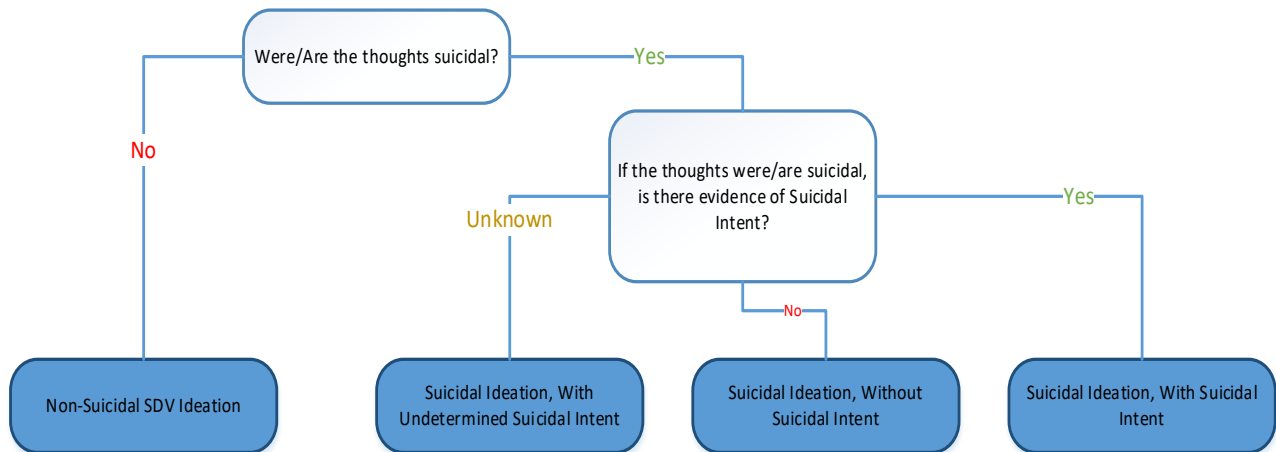 Were/Are the thoughts suicidal?
Yes
No
If the thoughts were/are suicidal,
is there evidence of Suicidal
Intent?
Unknown
Yes
No
Non-Suicidal SDV Ideation
Suicidal Ideation, With
Undetermined Suicidal Intent
Suicidal Ideation, Without
Suicidal Intent
Suicidal Ideation, With Suicidal
Intent